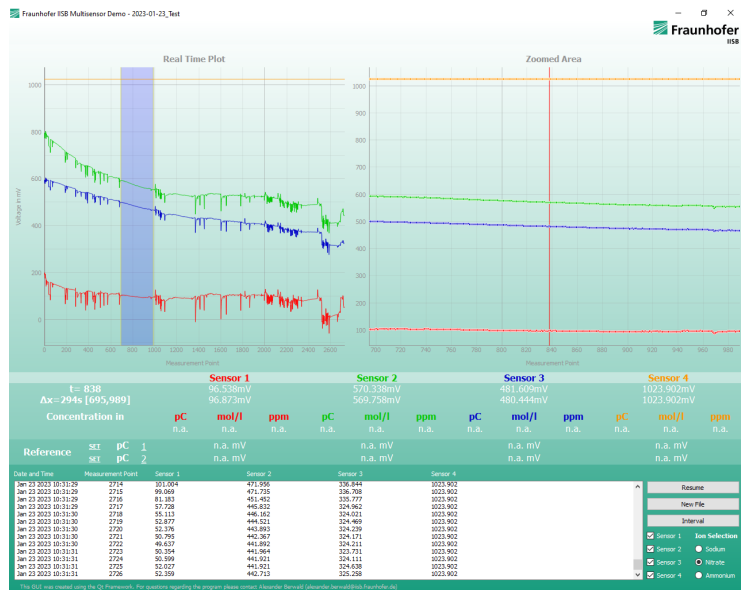 Fraunhofer IISB Multisensor Demo - 2023-01-23_Test
Fraunhofer
IISB
Real Time Plot
Zoomed Area
1000
800
600
400
200
0
Voltage in mV
0 200 400 600 800 1000 1200 1400 1600 1800 2000 2200 2400 2600
Measurement Point
1000
900
800
700
600
500
400
300
200
100
700 720 740 760 780 800 820 840 860 880 900 920 940 960 980
Measurement Point
Sensor 1 Sensor 2 Sensor 3 Sensor 4
t= 838 96.538mV 570.338mV 481.609mV 1023.902mV
Δx=294s [695,989] 96.873mV 569.758mV 480.444mV 1023.902mV
Concentration in pC mol/l ppm pC mol/l ppm pC mol/l ppm pC mol/l ppm
n.a. n.a. n.a. n.a. n.a. n.a. n.a. n.a. n.a. n.a. n.a. n.a.
Reference
SET pC 1 n.a. mV n.a. mV n.a. mV n.a. mV
SET pC 2 n.a. mV n.a. mV n.a. mV n.a. mV
Date and Time Measurement Point Sensor 1 Sensor 2 Sensor 3 Sensor 4
Jan 23 2023 10:31:29 2714 101.004 471.956 336.844 1023.902
Jan 23 2023 10:31:29 2715 99.069 471.735 336.708 1023.902
Jan 23 2023 10:31:29 2716 81.183 451.452 335.777 1023.902
Jan 23 2023 10:31:29 2717 57.728 445.832 324.962 1023.902
Jan 23 2023 10:31:30 2718 55.113 446.162 324.021 1023.902
Jan 23 2023 10:31:30 2719 52.877 444.521 324.469 1023.902
Jan 23 2023 10:31:30 2720 52.376 443.893 324.239 1023.902
Jan 23 2023 10:31:30 2721 50.795 442.367 324.171 1023.902
Jan 23 2023 10:31:30 2722 49.637 441.892 324.211 1023.902
Jan 23 2023 10:31:31 2723 50.354 441.964 323.731 1023.902
Jan 23 2023 10:31:31 2724 50.599 441.921 324.111 1023.902
Jan 23 2023 10:31:31 2725 52.027 441.921 324.638 1023.902
Jan 23 2023 10:31:31 2726 52.359 442.713 325.258 1023.902
Resume
New File
Interval
Sensor 1 Ion Selection
Sensor 2 Sodium
Sensor 3 Nitrate
Sensor 4 Ammonium
This GUI was created using the Qt Framework. For questions regarding the program please contact Alexander Berwald (alexander.berwald@iisb.fraunhofer.de)